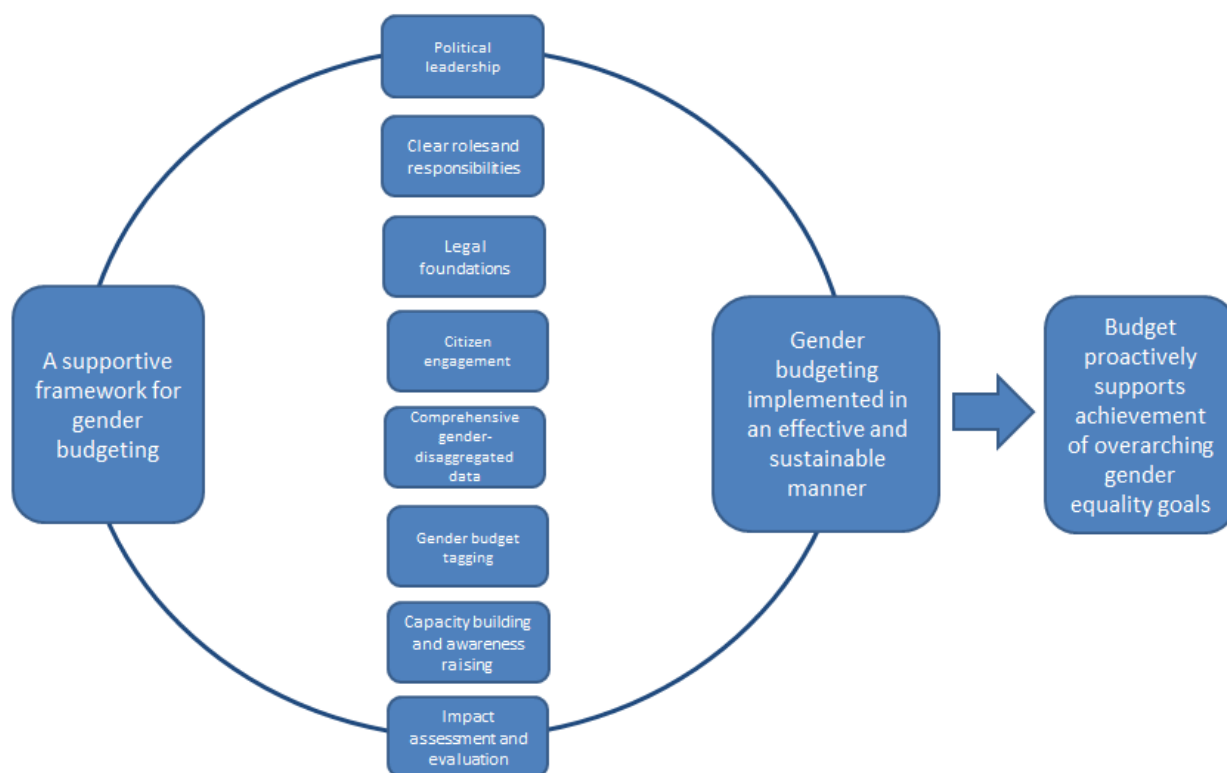 A supportive
framework for
gender
budgeting
Political
leadership
Clear roles and
responsibilities
Legal
foundations
Citizen
engagement
Comprehensive
gender-
disaggregated
data
Gender budget
tagging
Capacity building
and awareness
raising
Impact
assessment and
evaluation
Gender
budgeting
implemented in
an effective and
sustainable
manner
Budget
proactively
supports
achievement
of overarching
gender
equality goals